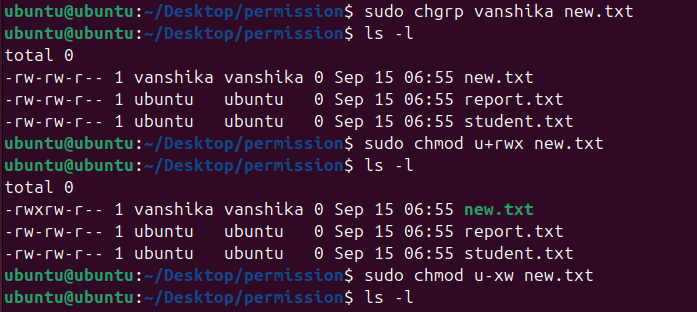 ubuntu@ubuntu:~/Desktop/permission$ sudo chgrp vanshika new.txt
ubuntu@ubuntu:~/Desktop/permission$ ls -l
total 0
-rw-rw-r-- 1 vanshika vanshika 0 Sep 15 06:55 new.txt
-rw-rw-r-- 1 ubuntu   ubuntu   0 Sep 15 06:55 report.txt
-rw-rw-r-- 1 ubuntu   ubuntu   0 Sep 15 06:55 student.txt
ubuntu@ubuntu:~/Desktop/permission$ sudo chmod u+rwx new.txt
ubuntu@ubuntu:~/Desktop/permission$ ls -l
total 0
-rwxrw-r-- 1 vanshika vanshika 0 Sep 15 06:55 new.txt
-rw-rw-r-- 1 ubuntu   ubuntu   0 Sep 15 06:55 report.txt
-rw-rw-r-- 1 ubuntu   ubuntu   0 Sep 15 06:55 student.txt
ubuntu@ubuntu:~/Desktop/permission$ sudo chmod u-xw new.txt
ubuntu@ubuntu:~/Desktop/permission$ ls -l